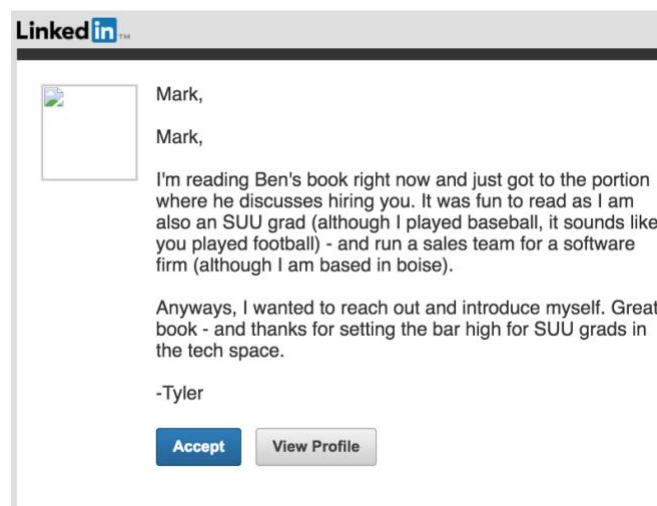 Linked in TM
Mark,
Mark,
I'm reading Ben's book right now and just got to the portion
where he discusses hiring you. It was fun to read as I am
also an SUU grad (although I played baseball, it sounds like
you played football) - and run a sales team for a software
firm (although I am based in boise).
Anyways, I wanted to reach out and introduce myself. Great
book - and thanks for setting the bar high for SUU grads in
the tech space.
-Tyler
Accept View Profile